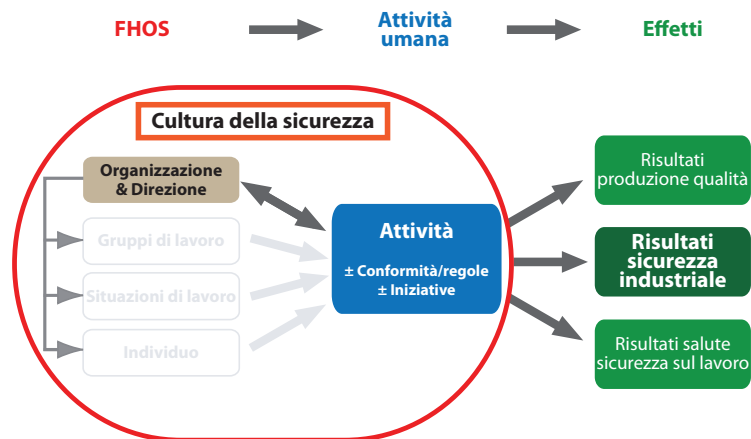 FHOS
Attività
umana
Effetti
Cultura della sicurezza
Organizzazione
& Direzione
Gruppi di lavoro
Situazioni di lavoro
Individuo
Attività
± Conformità/regole
± Iniziative
Risultati
produzione qualità
Risultati
sicurezza
industriale
Risultati salute
sicurezza sul lavoro